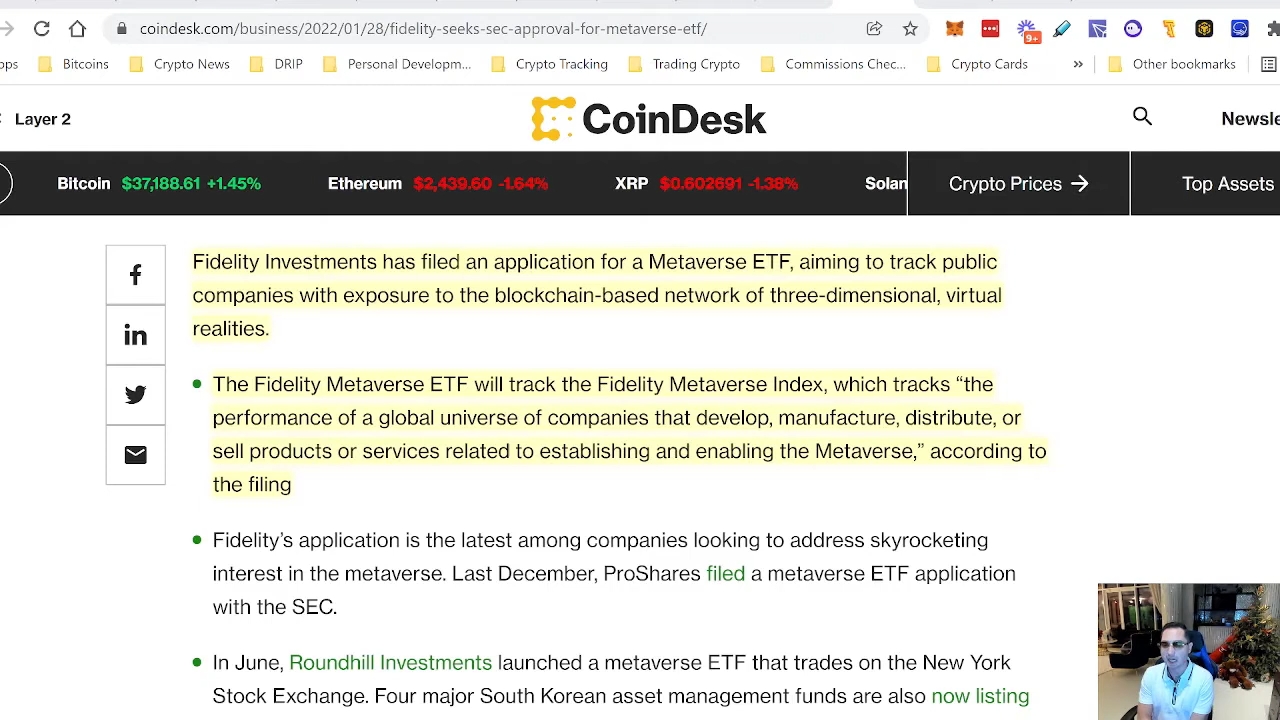 coindesk.com/business/2022/01/28/fidelity-seeks-sec-approval-for-metaverse-etf/
9+
Bitcoins
Crypto News
DRIP
Personal Developm...
Crypto Tracking
Trading Crypto
Commissions Chec...
Crypto Cards
»
Other bookmarks
Layer 2
CoinDesk
Newsle
Bitcoin $37,188.61 +1.45%
Ethereum $2,439.60 -1.64%
XRP $0.602691 -1.38%
Solan
Crypto Prices →
Top Assets
Fidelity Investments has filed an application for a Metaverse ETF, aiming to track public
companies with exposure to the blockchain-based network of three-dimensional, virtual
realities.
The Fidelity Metaverse ETF will track the Fidelity Metaverse Index, which tracks “the
performance of a global universe of companies that develop, manufacture, distribute, or
sell products or services related to establishing and enabling the Metaverse,” according to
the filing
Fidelity’s application is the latest among companies looking to address skyrocketing
interest in the metaverse. Last December, ProShares filed a metaverse ETF application
with the SEC.
In June, Roundhill Investments launched a metaverse ETF that trades on the New York
Stock Exchange. Four major South Korean asset management funds are also now listing